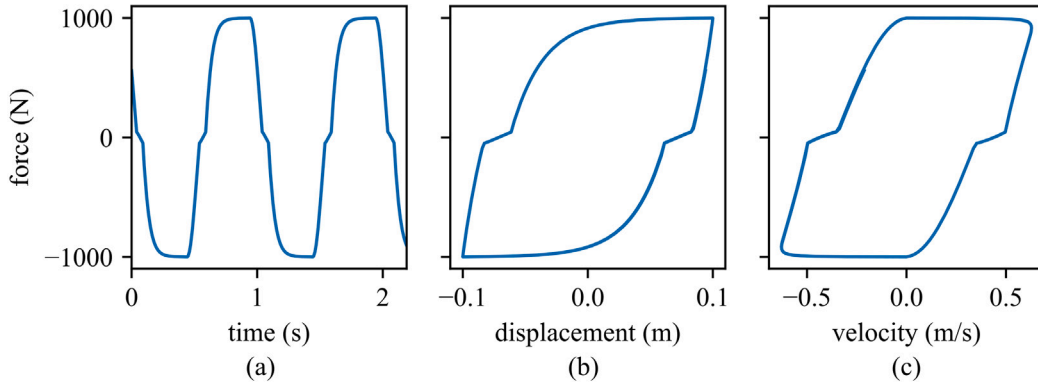 force (N)
1000
0
−1000
0 1 2
time (s)
(a)
−0.1 0.0 0.1
displacement (m)
(b)
−0.5 0.0 0.5
velocity (m/s)
(c)